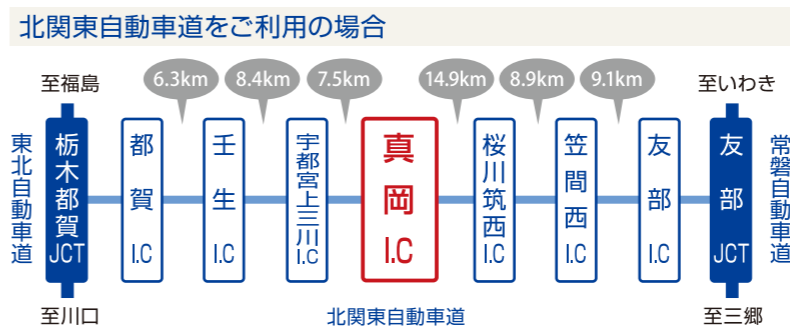 北関東自動車道をご利用の場合
6.3km
8.4km
7.5km
14.9km
8.9km
9.1km
至福島
至いわき
東北自動車道
栃木都賀JCT
都賀I.C
壬生I.C
宇都宮上三川I.C
真岡I.C
桜川筑西I.C
笠間西I.C
友部I.C
友部JCT
常磐自動車道
至川口
北関東自動車道
至三郷